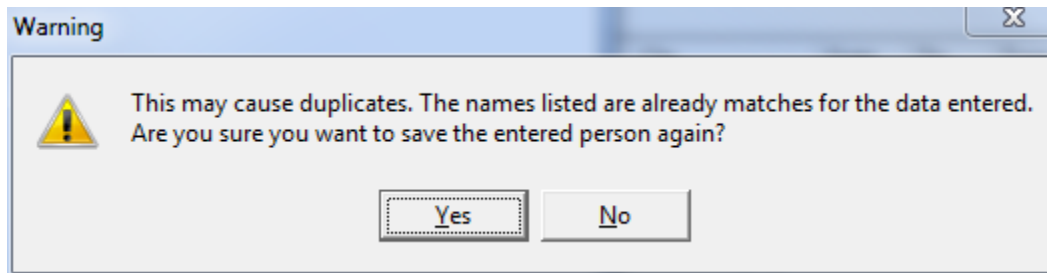 Warning
This may cause duplicates. The names listed are already matches for the data entered.
Are you sure you want to save the entered person again?
Yes
No